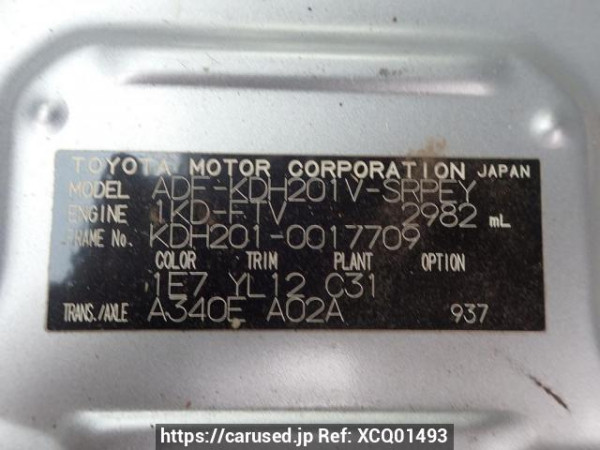 TOYOTA MOTOR CORPORATION JAPAN
MODEL ADF-KDH201V-SRPEY
ENGINE 1KD-FTV 2982 mL
FRAME No. KDH201-0017709
COLOR TRIM PLANT OPTION
1E7 YL12 C31
TRANS./AXLE A340E A02A 937
https://carused.jp Ref: XCQ01493